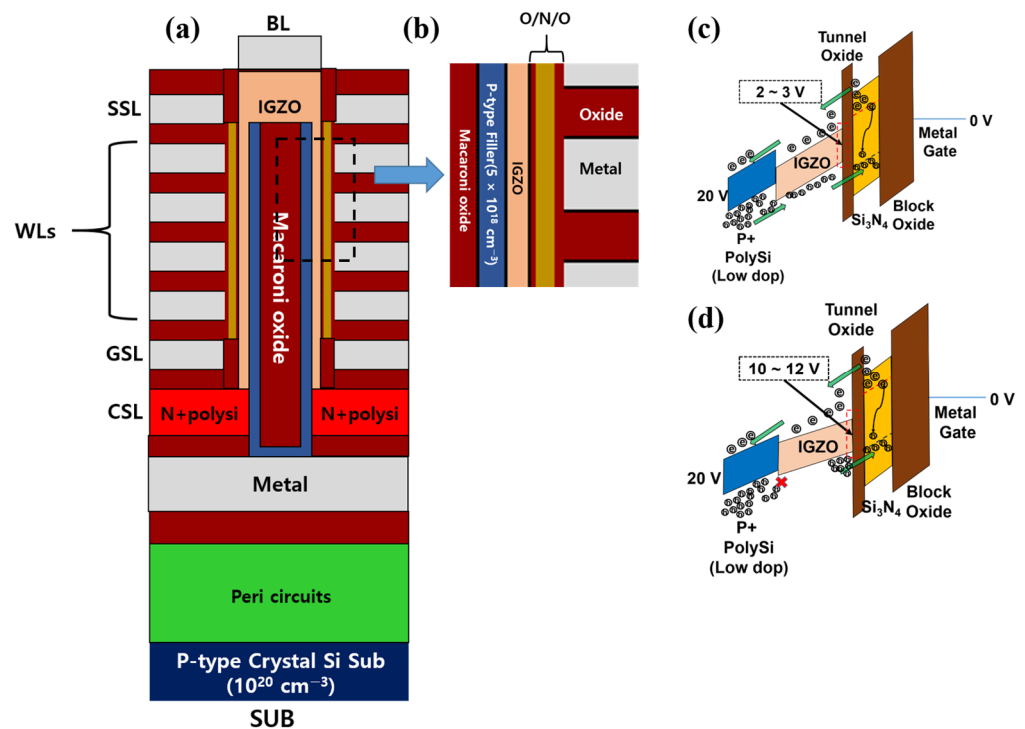 (a)
BL
SSL
IGZO
WLs
Macaroni oxide
GSL
CSL
N+polysi
N+polysi
Metal
Peri circuits
P-type Crystal Si Sub
(10²⁰ cm⁻³)
SUB
(b)
O/N/O
Macaroni oxide
P-type Filler(5 × 10¹⁸ cm⁻³)
IGZO
Oxide
Metal
(c)
Tunnel
Oxide
2 ~ 3 V
0 V
Metal
Gate
IGZO
20 V
Si₃N₄
Block
Oxide
P+
PolySi
(Low dop)
(d)
Tunnel
Oxide
10 ~ 12 V
0 V
Metal
Gate
IGZO
20 V
Si₃N₄
Block
Oxide
P+
PolySi
(Low dop)